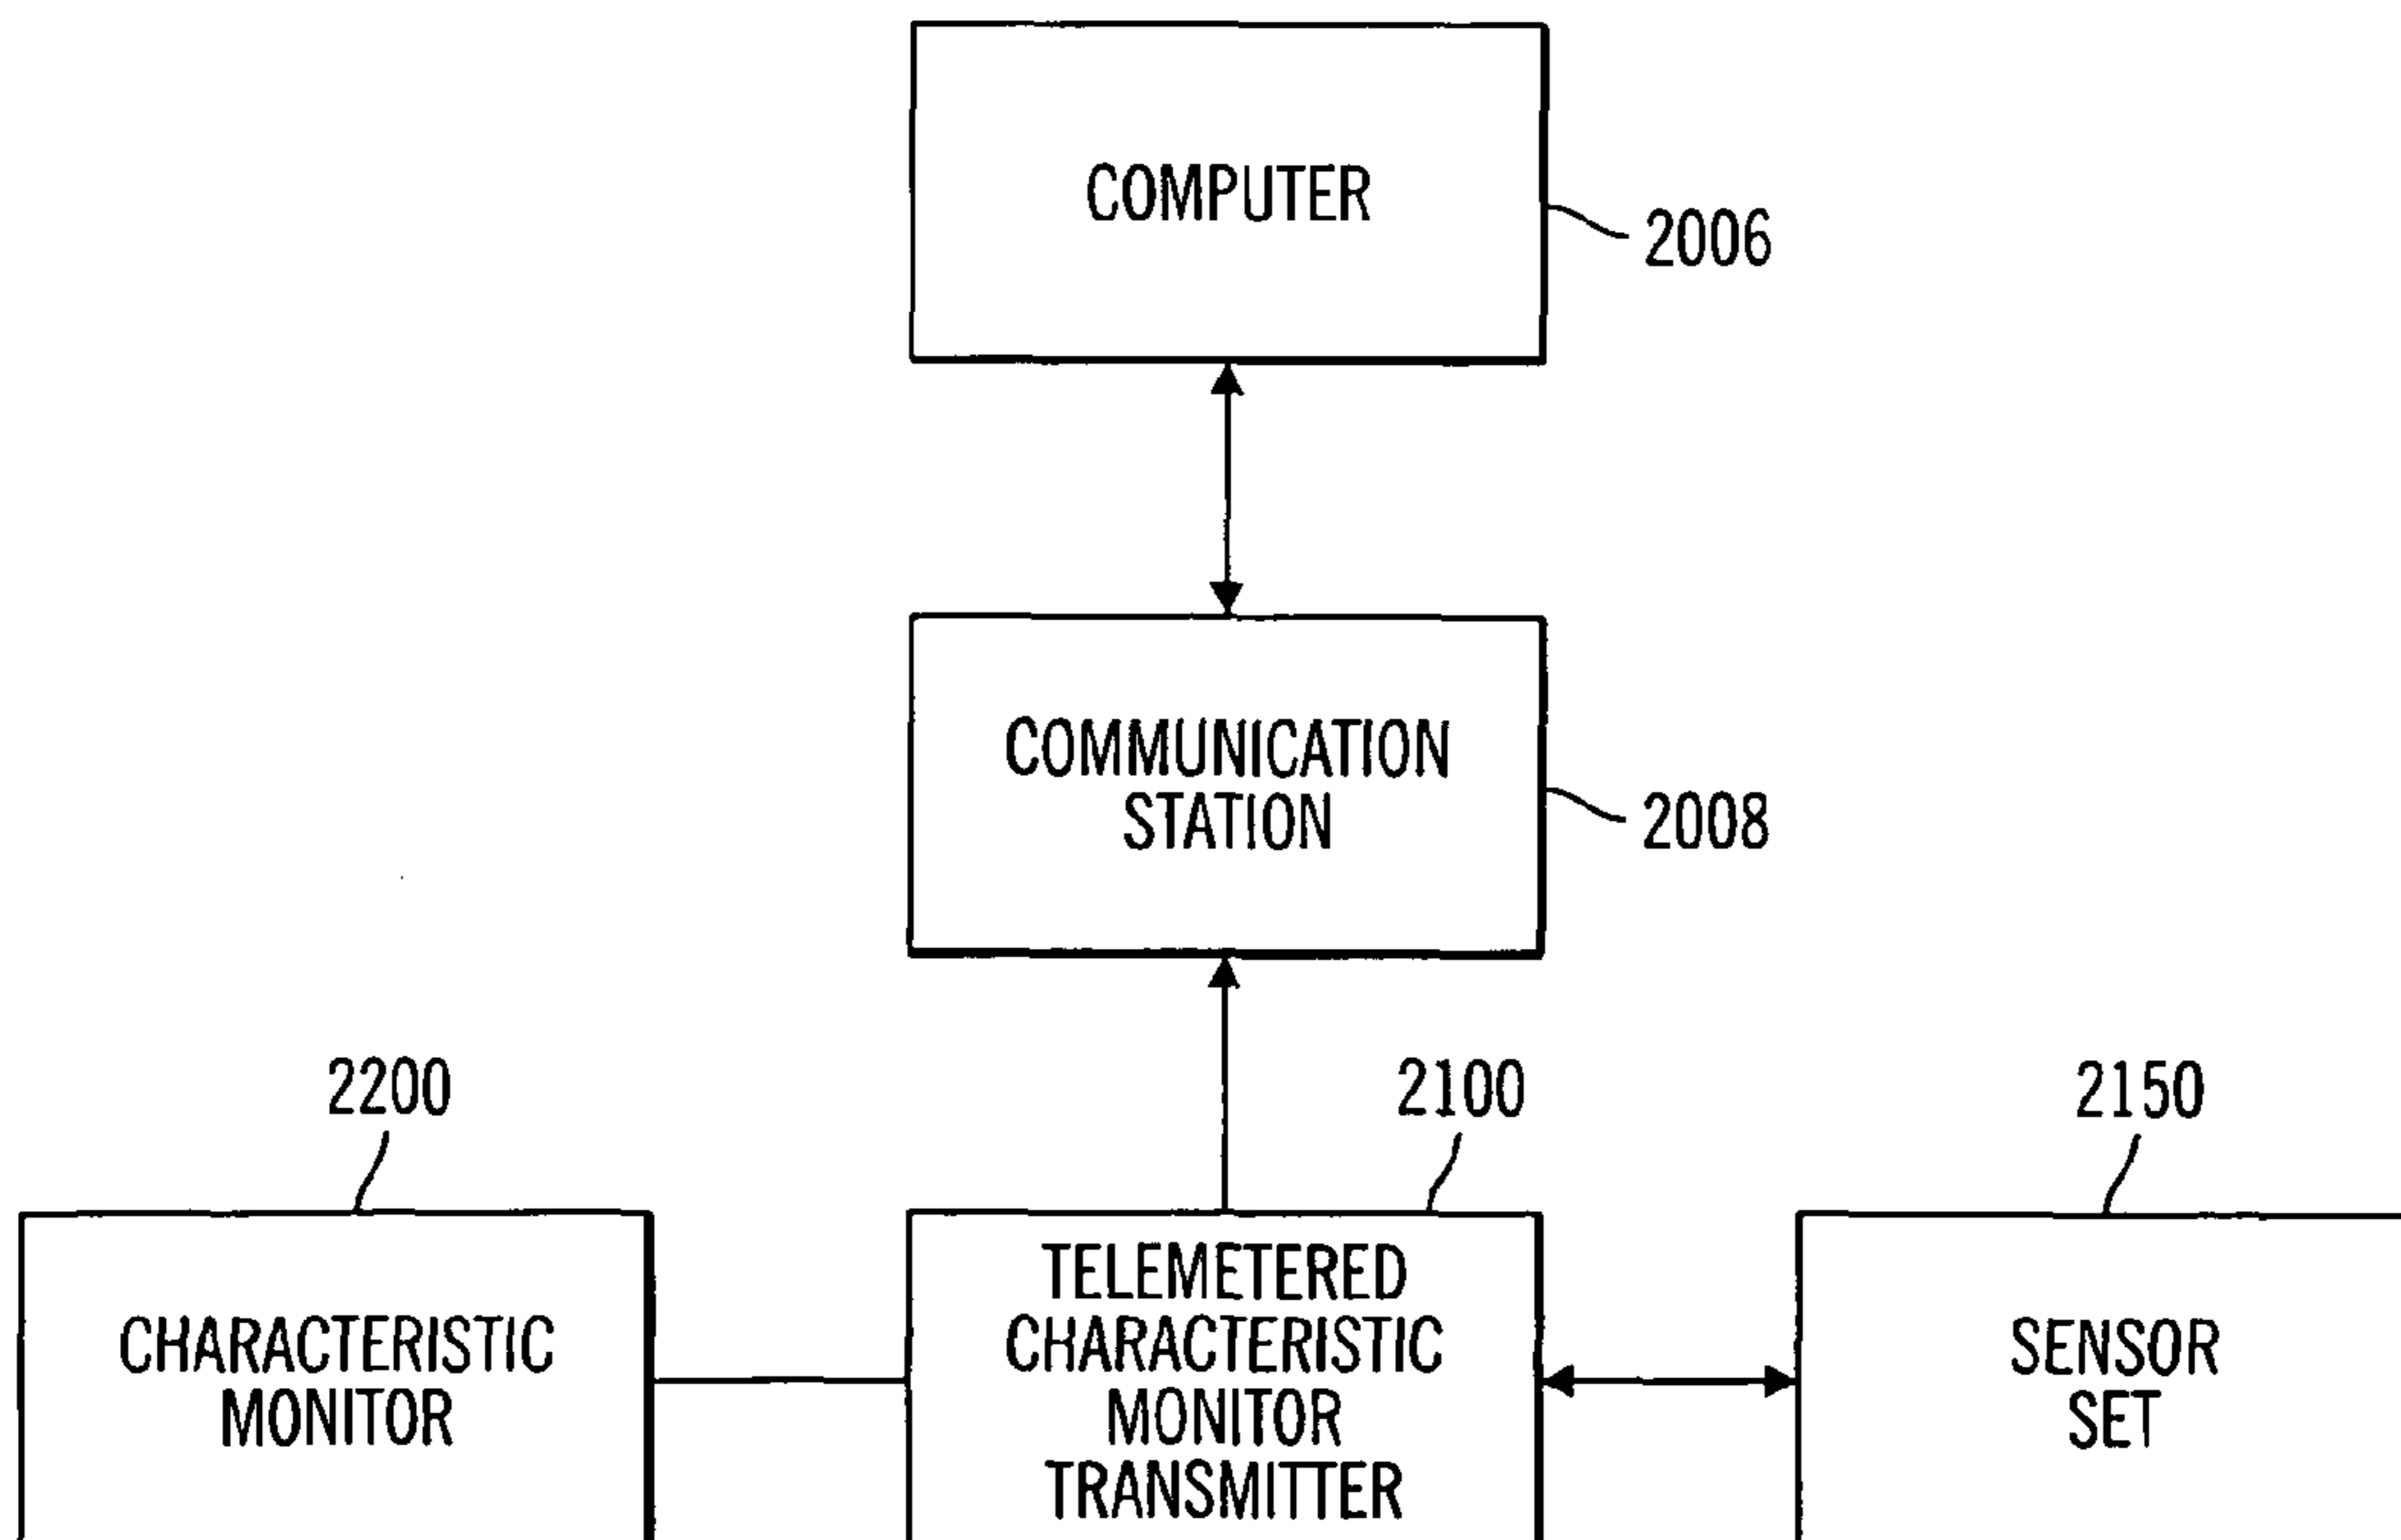 COMPUTER
2006
COMMUNICATION
STATION
2008
2200
2100
2150
CHARACTERISTIC
MONITOR
TELEMETERED
CHARACTERISTIC
MONITOR
TRANSMITTER
SENSOR
SET